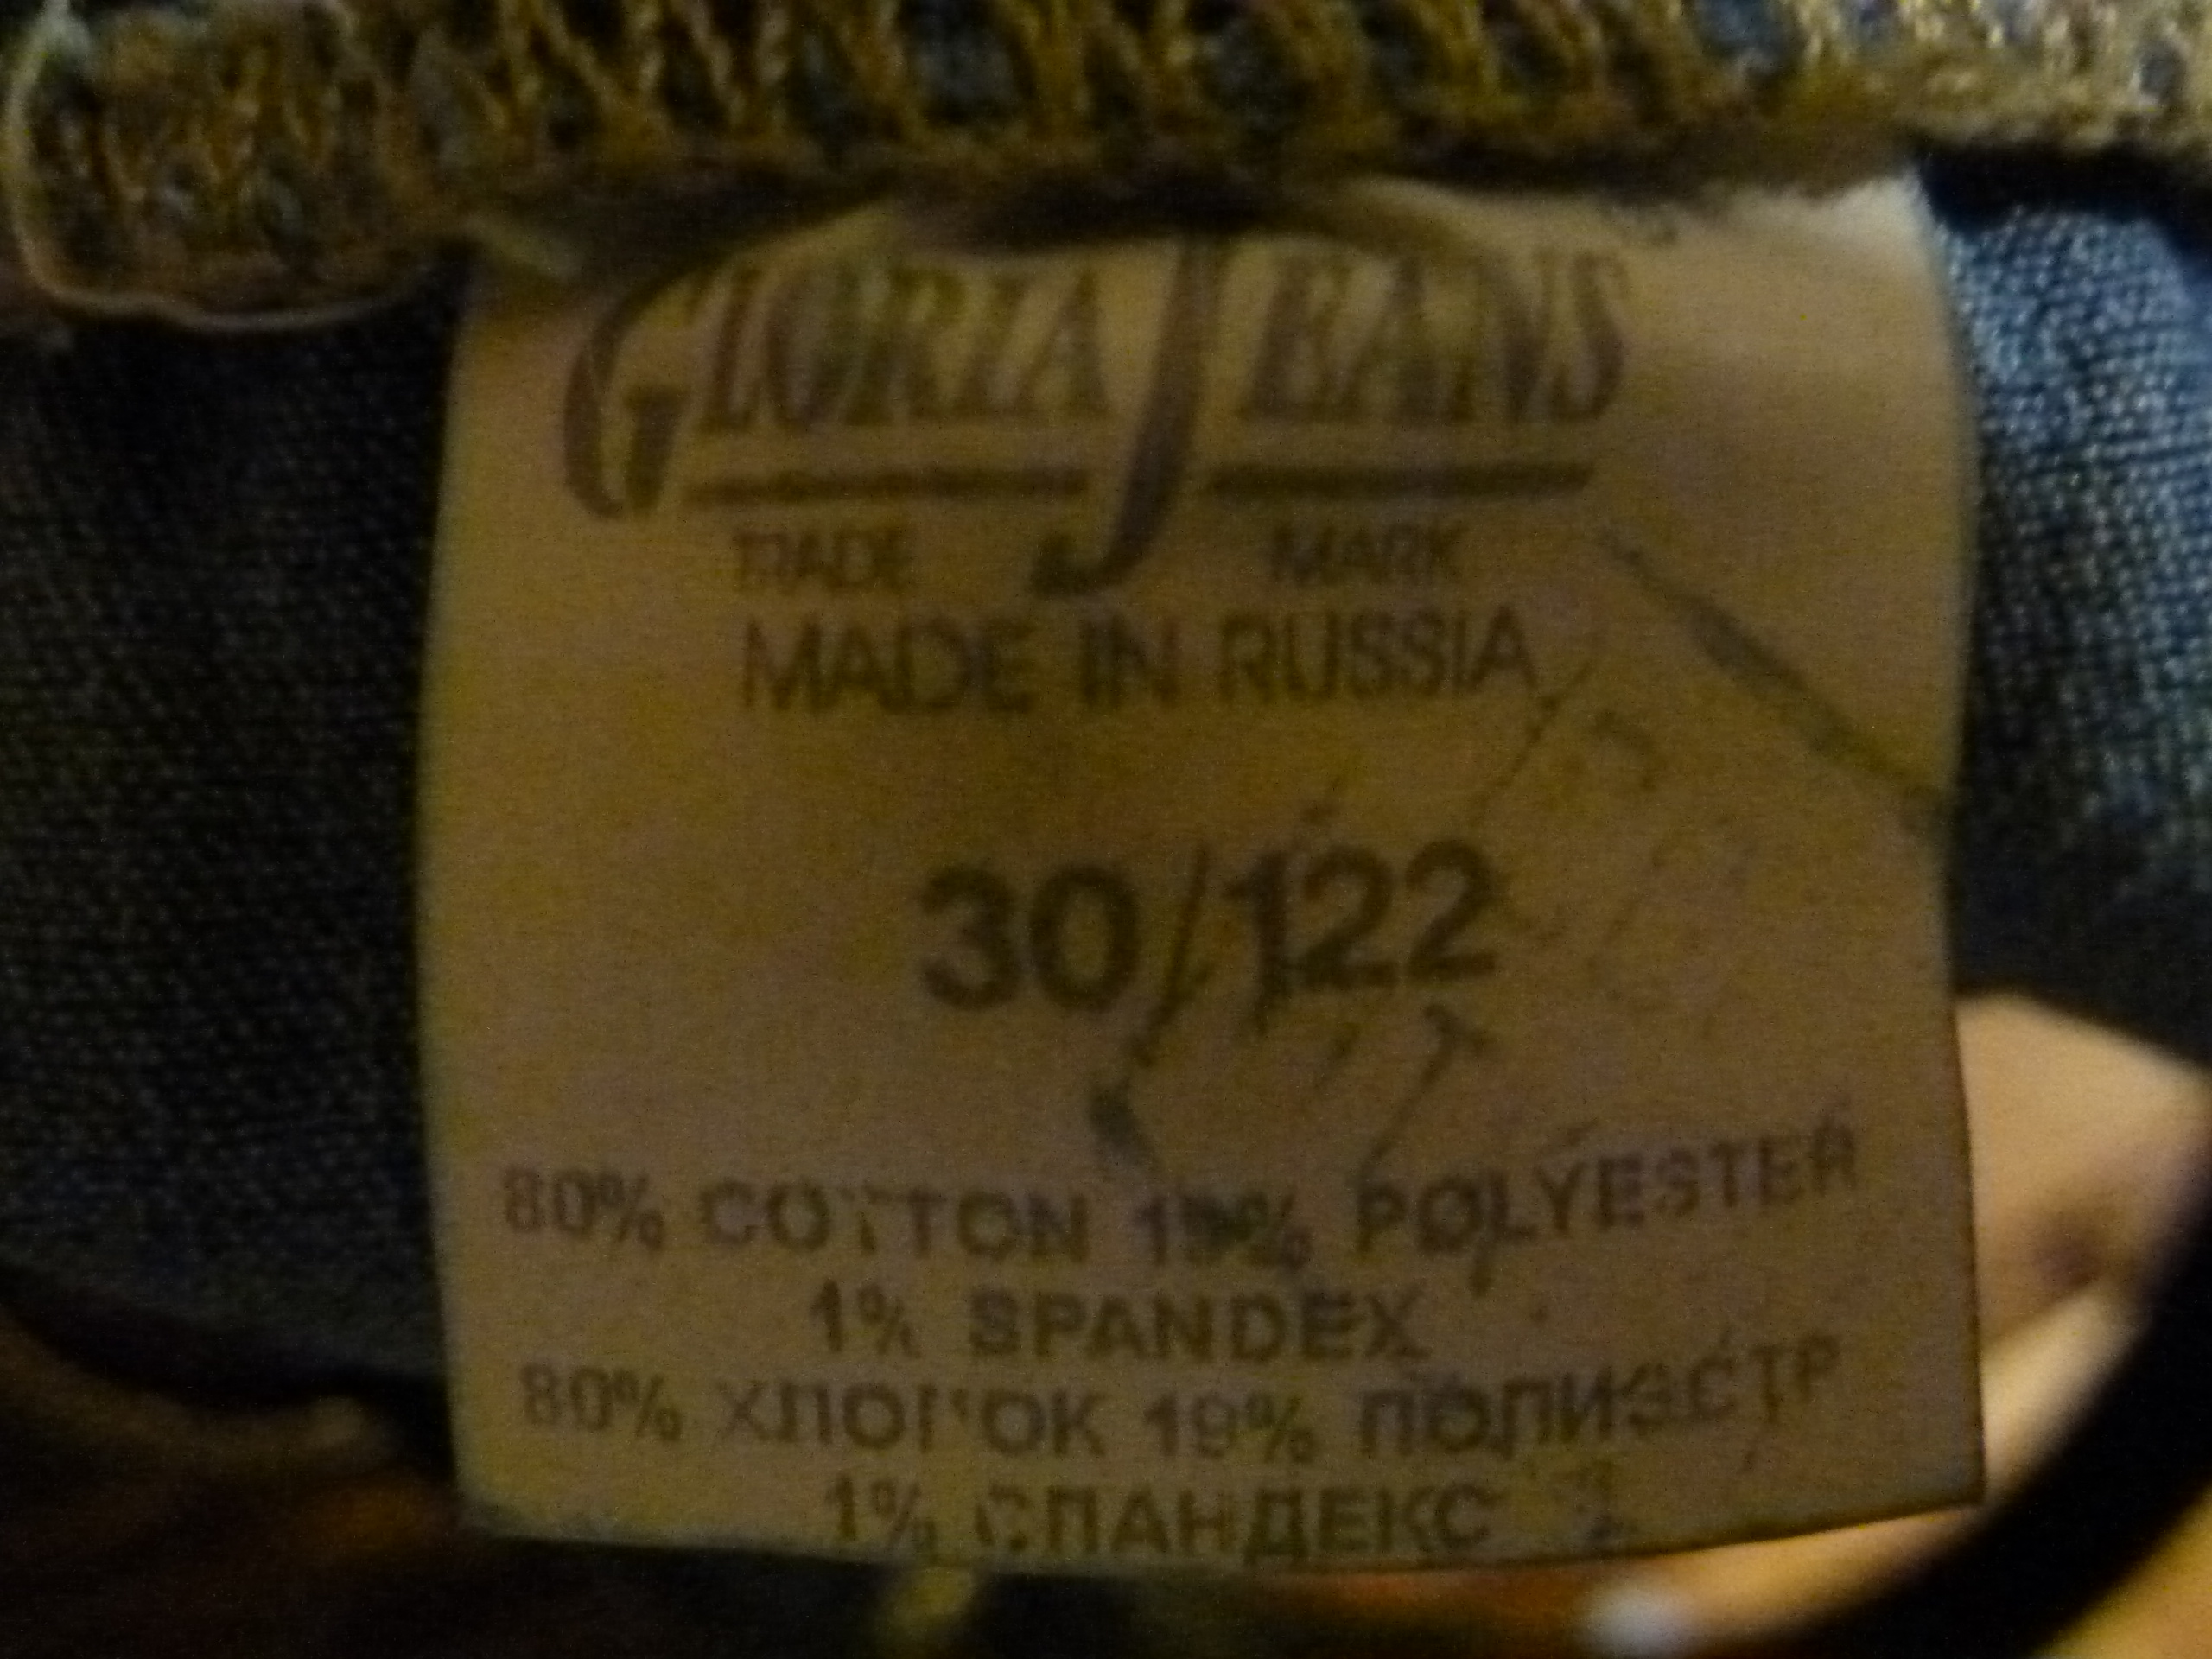 GLORIA JEANS
TRADE MARK
MADE IN RUSSIA
30/122
80% COTTON 19% POLYESTER
1% SPANDEX
80% ХЛОПОК 19% ПОЛИЭСТР
1% СПАНДЕКС 2